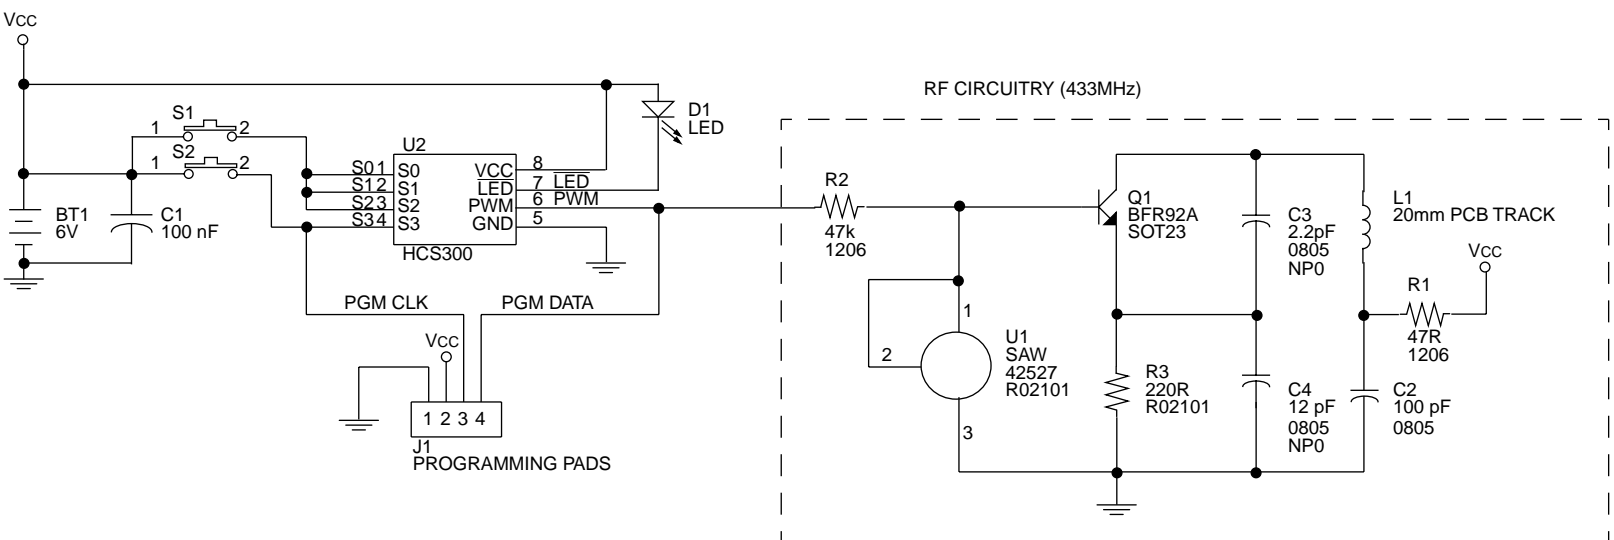 VCC
RF CIRCUITRY (433MHz)
S1
1
2
S2
1
2
BT1
6V
C1
100 nF
U2
S0 1
S1 2
S2 3
S3 4
S0
S1
S2
S3
VCC
LED
PWM
GND
8
7
6
5
LED
PWM
HCS300
D1
LED
PGM CLK
PGM DATA
VCC
1 2 3 4
J1
PROGRAMMING PADS
R2
47k
1206
1
2
3
U1
SAW
42527
R02101
Q1
BFR92A
SOT23
R3
220R
R02101
C3
2.2pF
0805
NP0
C4
12 pF
0805
NP0
L1
20mm PCB TRACK
VCC
R1
47R
1206
C2
100 pF
0805